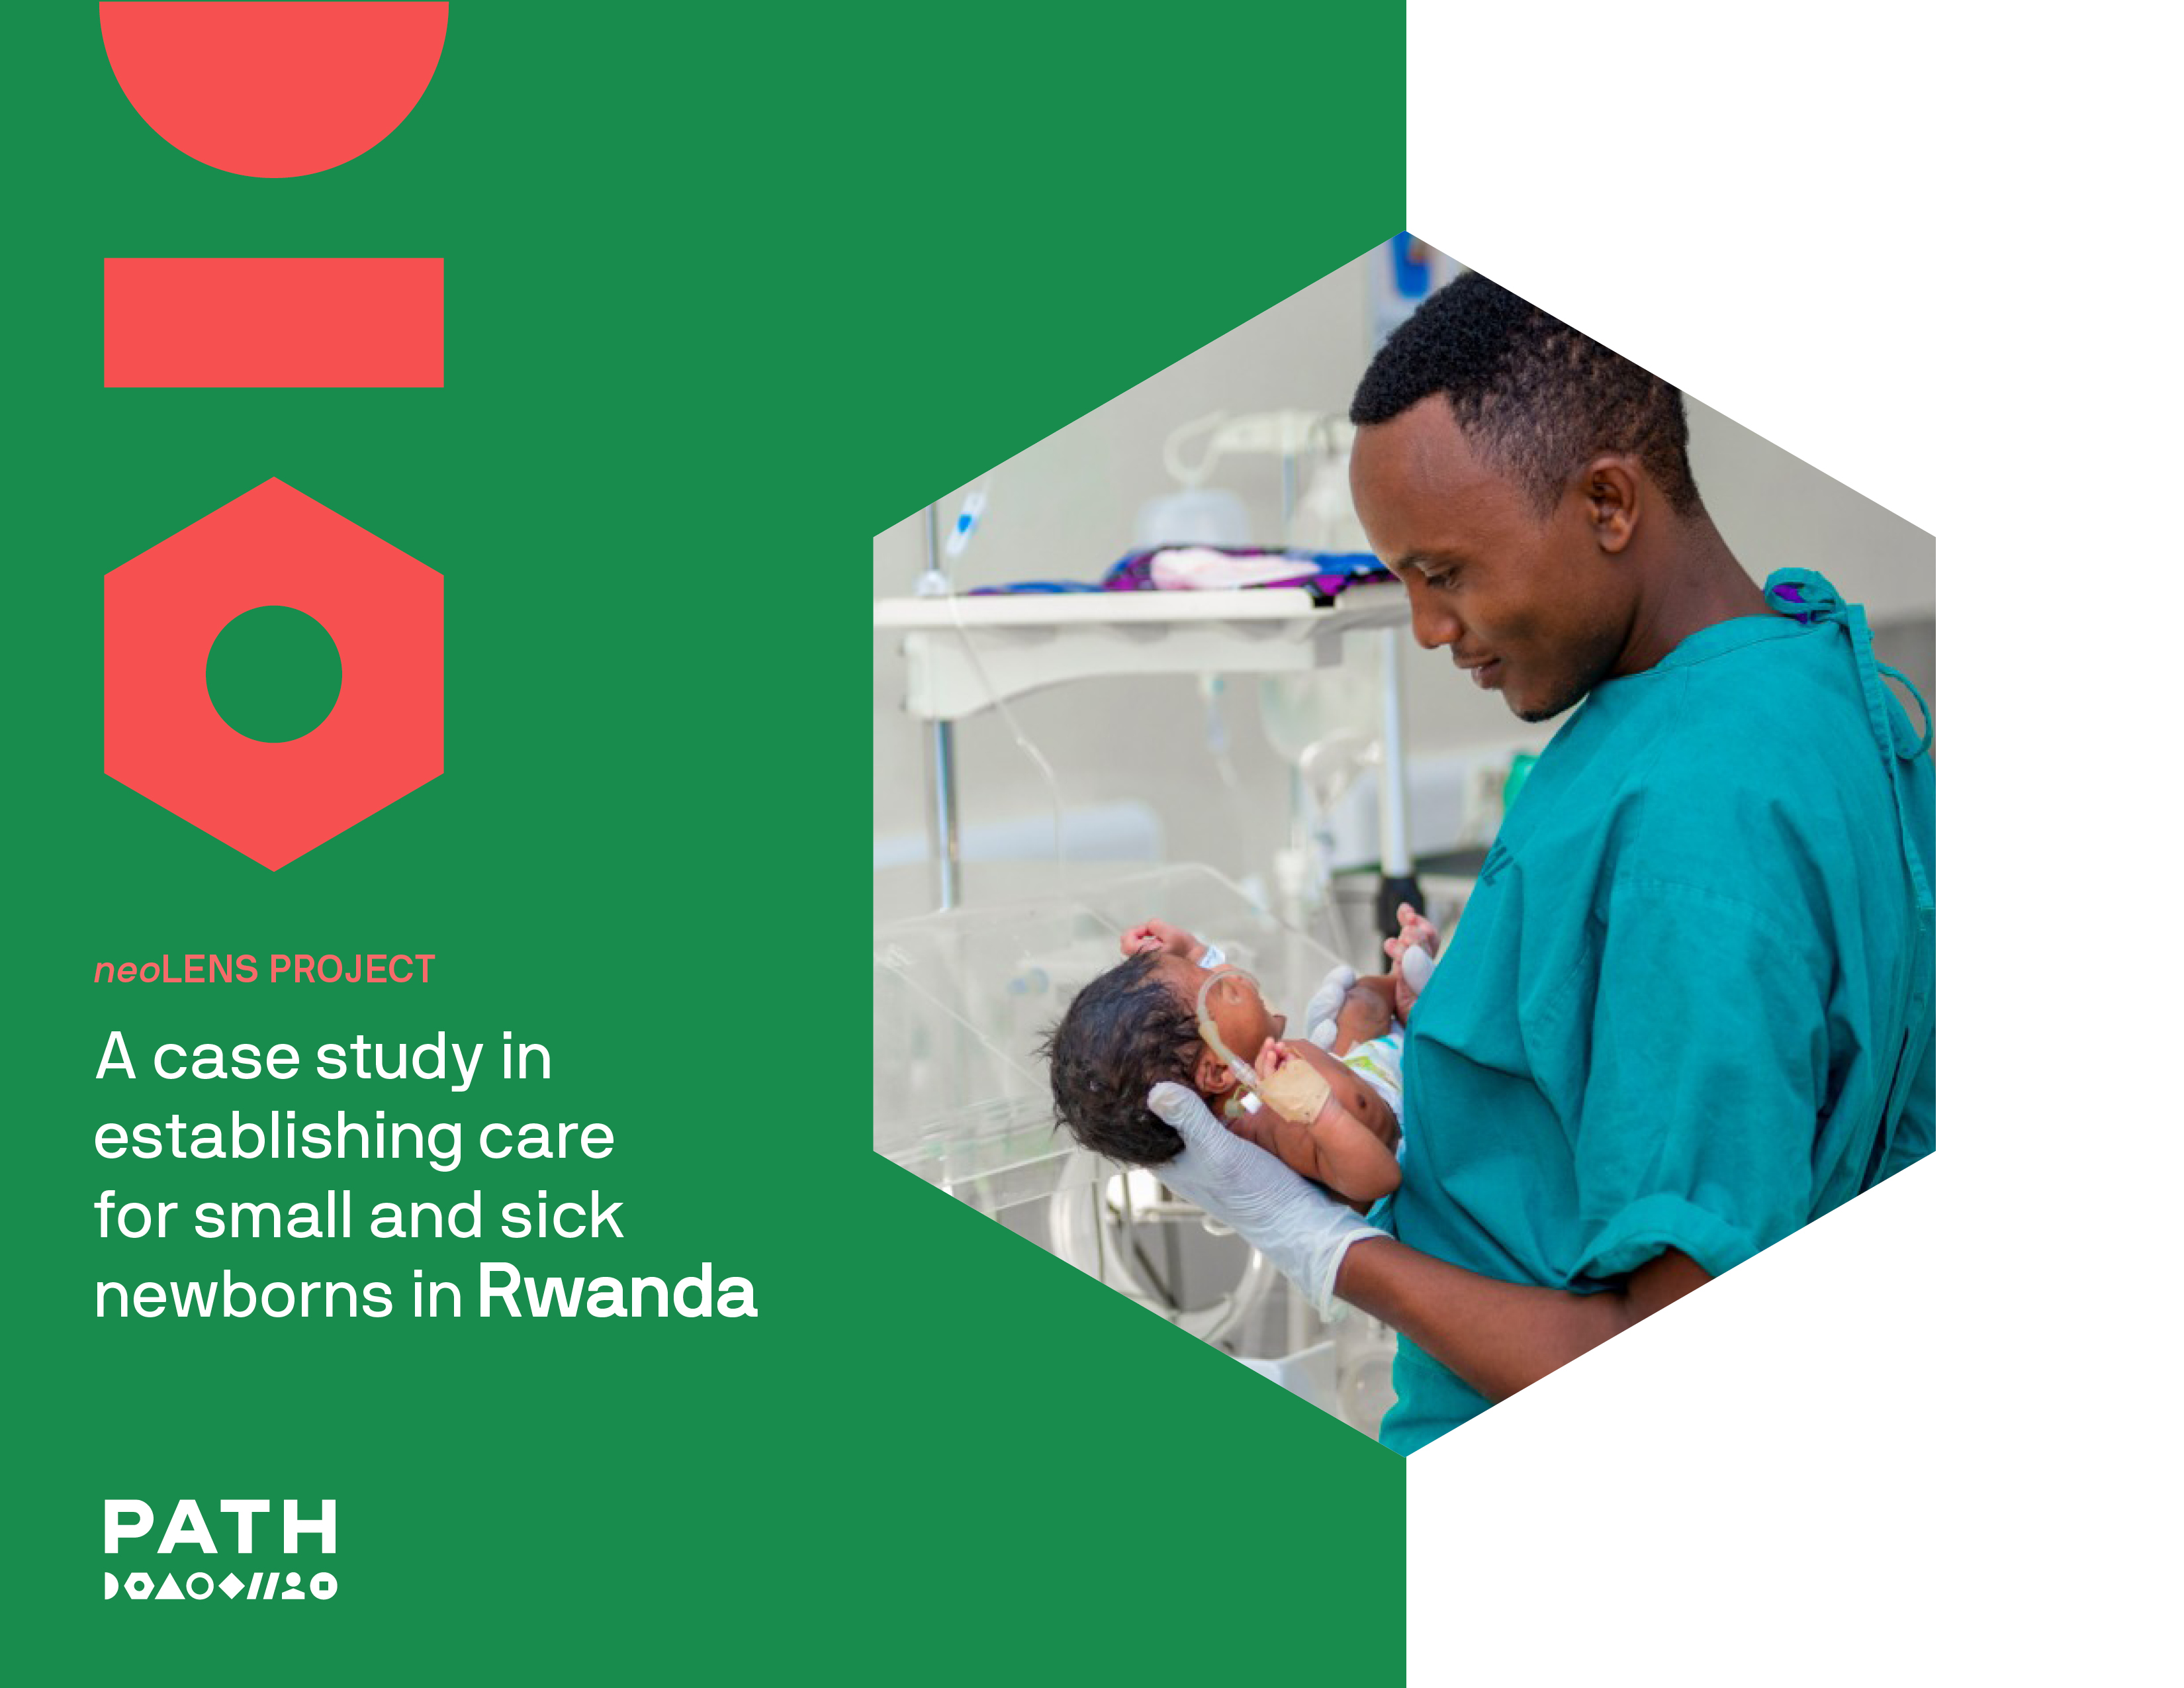 neoLENS PROJECT
A case study in
establishing care
for small and sick
newborns in Rwanda
PATH